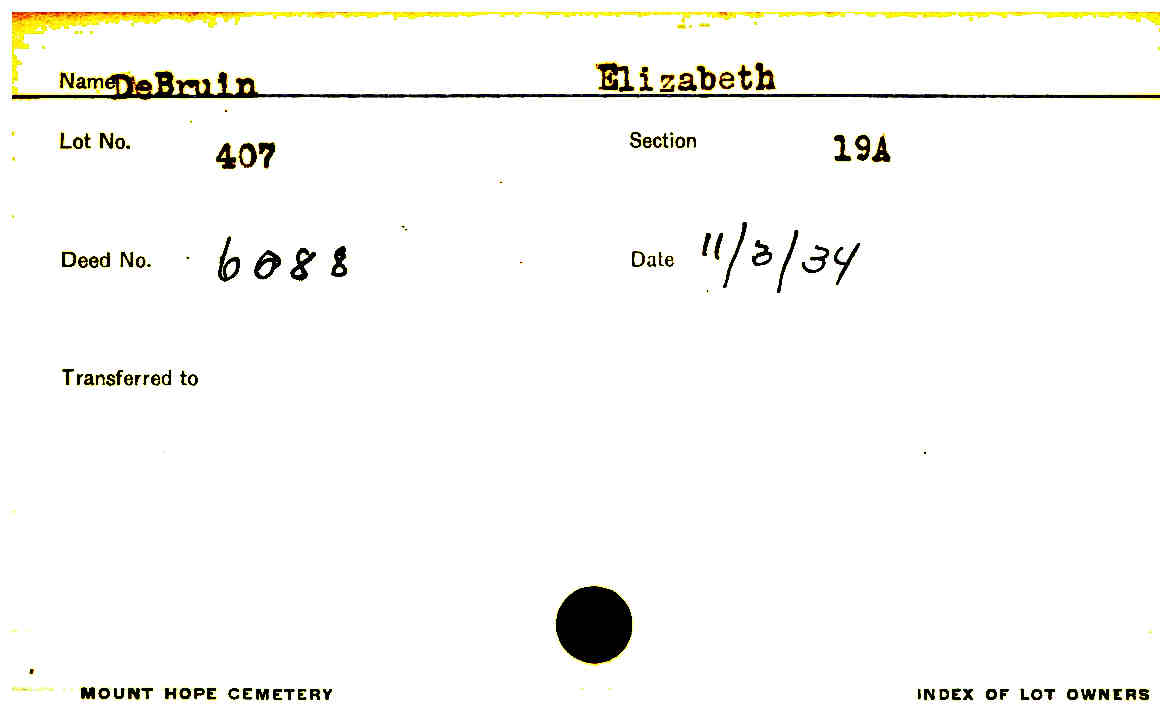 Name DeBruin Elizabeth
Lot No. 407 Section 19A
Deed No. 6088 Date 11/3/34
Transferred to
MOUNT HOPE CEMETERY INDEX OF LOT OWNERS